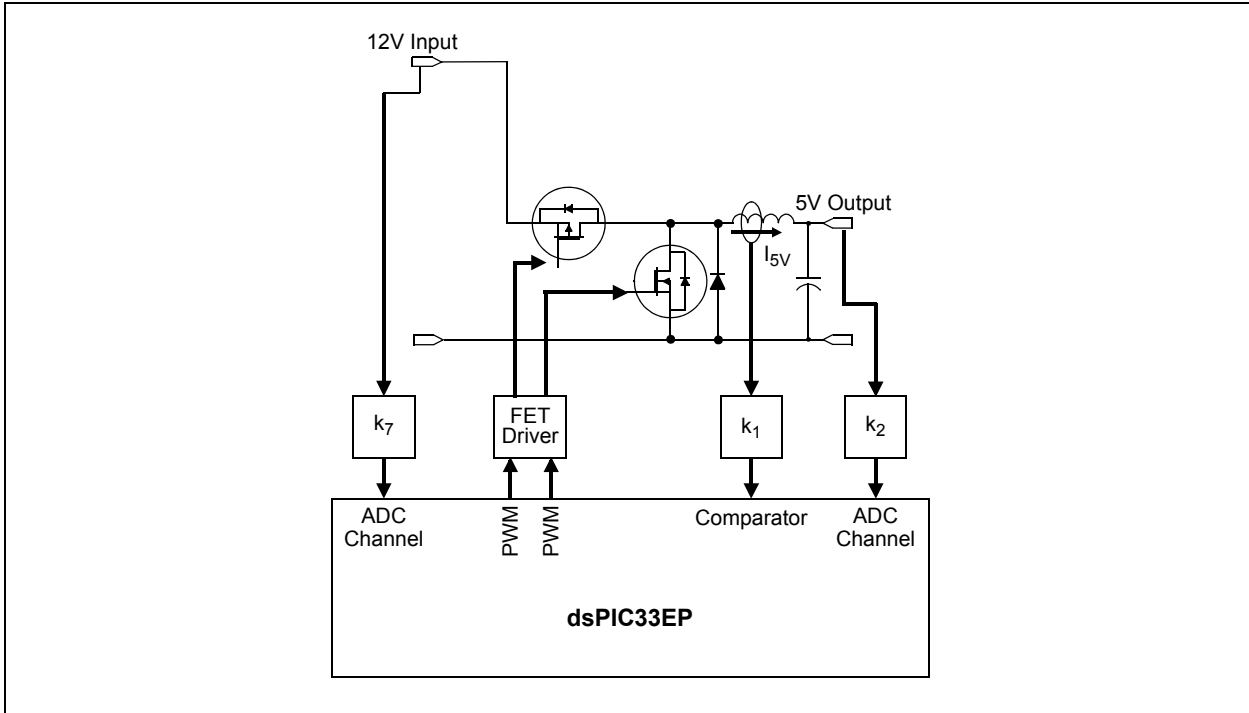 12V Input
5V Output
I5V
k7
FET
Driver
k1
k2
ADC
Channel
PWM
PWM
Comparator
ADC
Channel
dsPIC33EP